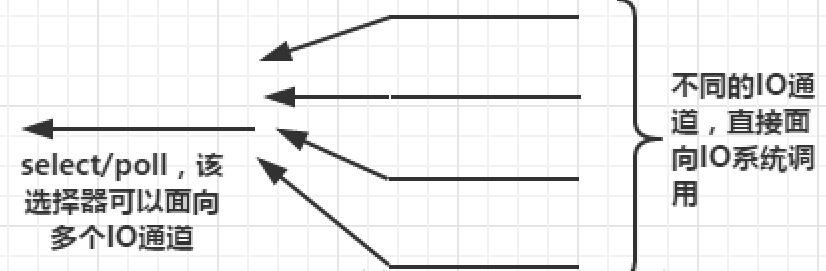 select/poll，该
选择器可以面向
多个IO通道
不同的IO通
道，直接面
向IO系统调
用